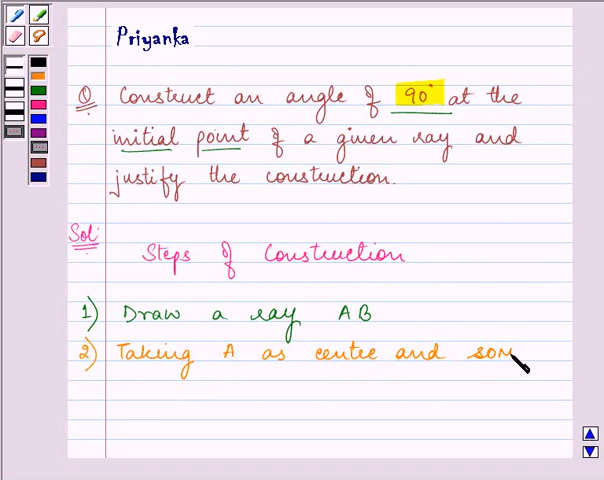 Priyanka
Q Construct an angle of 90° at the
initial point of a given ray and
justify the construction.
Sol:
Steps of Construction
1) Draw a ray AB
2) Taking A as centre and som